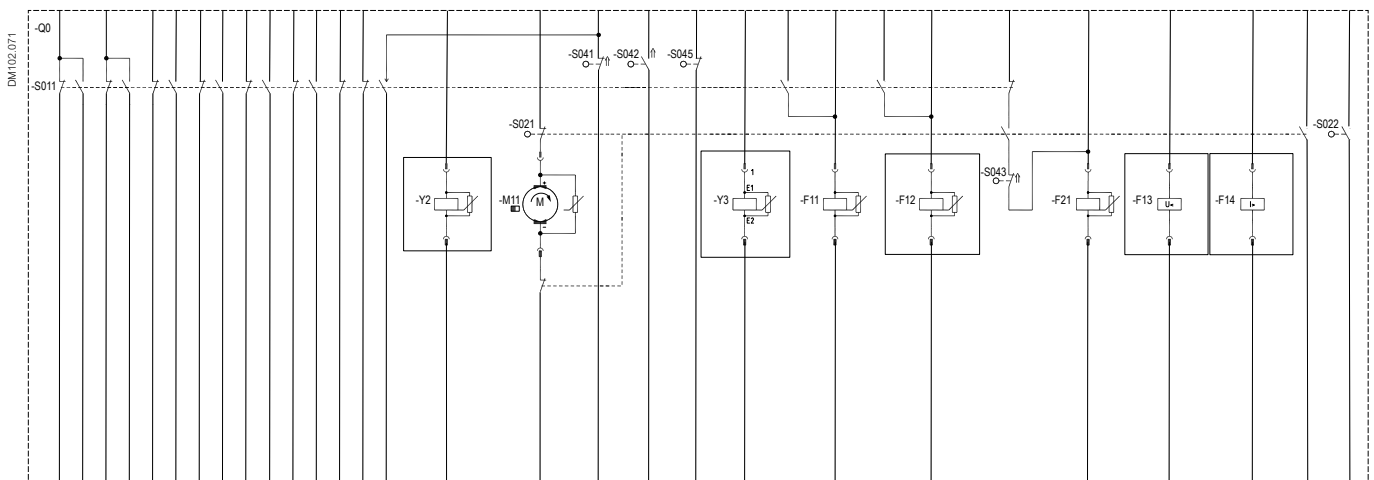 DM102.071
-Q0
-S011
-S041
-S042
-S045
-S021
-S022
-S043
-Y2
-M11
M
+
-
-Y3
1
E1
E2
-F11
-F12
-F21
-F13
U<
-F14
I>